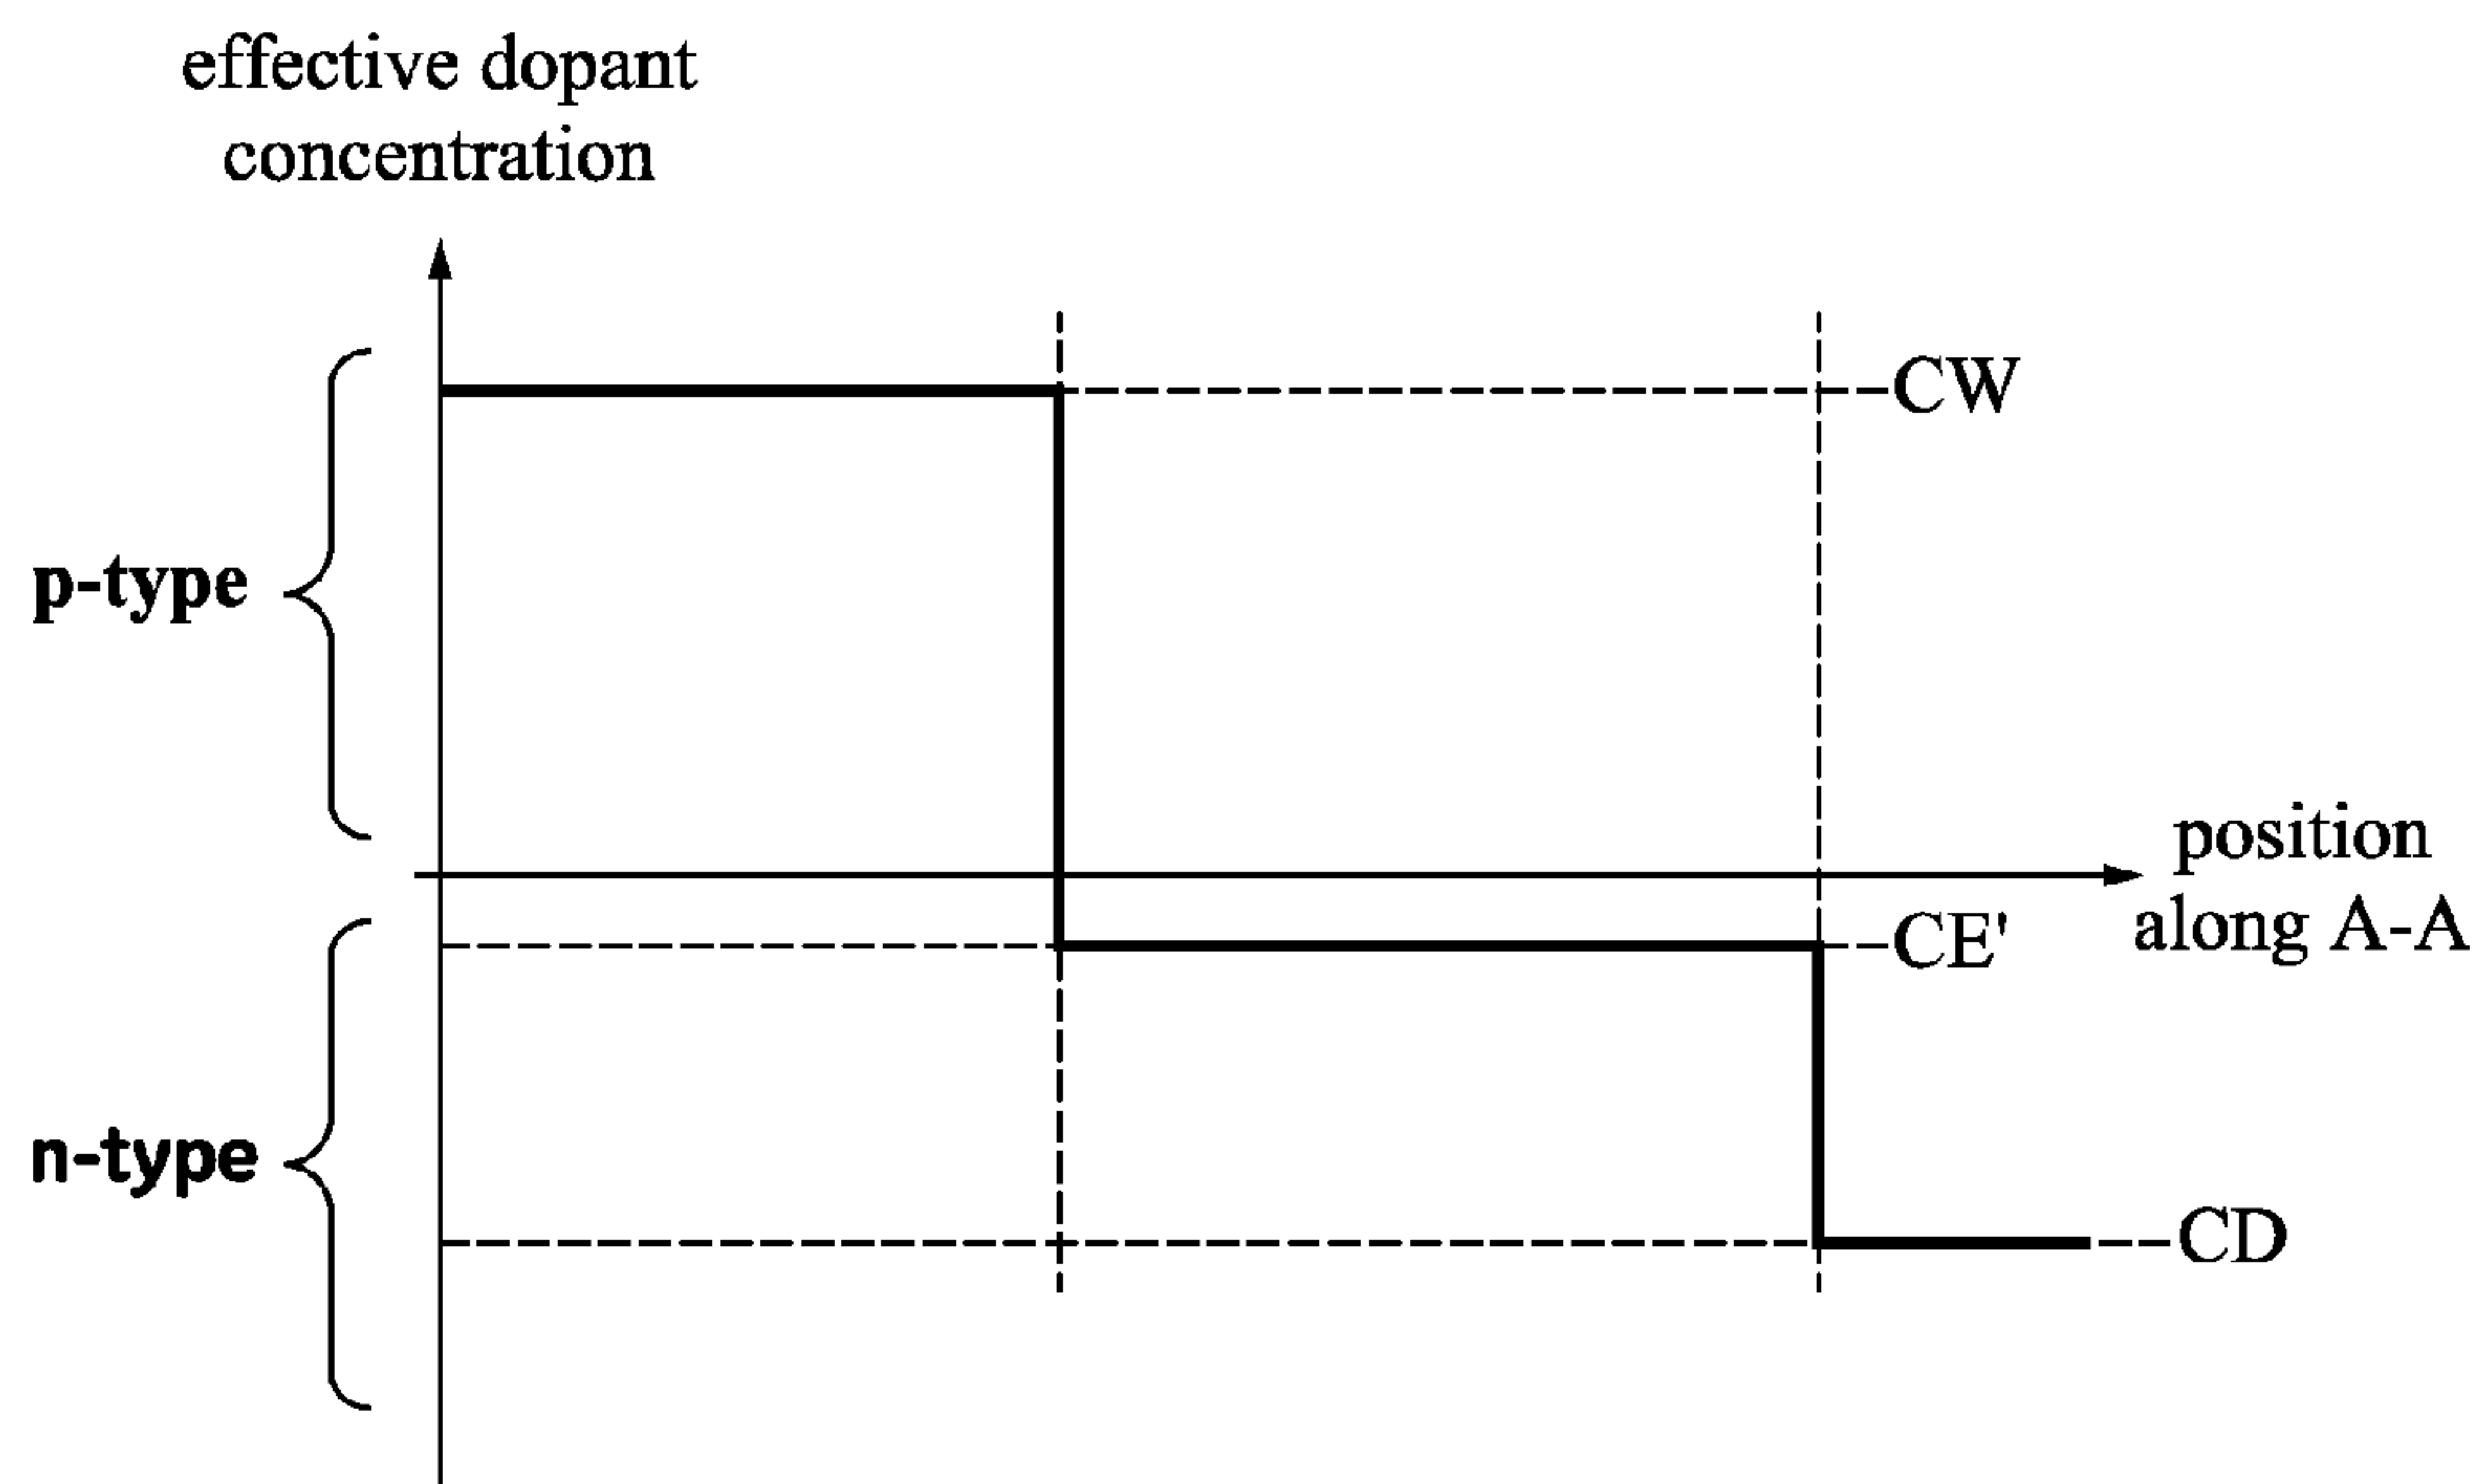 effective dopant
concentration
CW
p-type
position
along A-A
CE'
n-type
CD